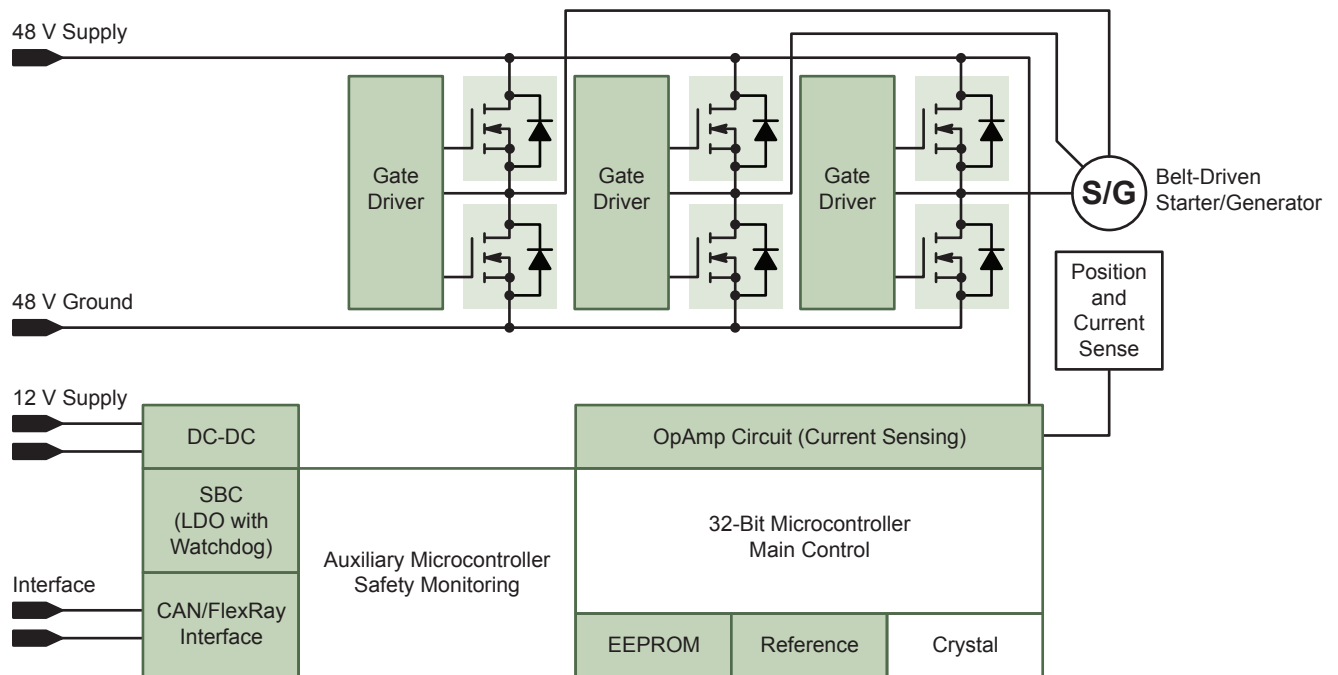 48 V Supply
Gate
Driver
Gate
Driver
Gate
Driver
S/G
Belt-Driven
Starter/Generator
48 V Ground
Position
and
Current
Sense
12 V Supply
DC-DC
OpAmp Circuit (Current Sensing)
SBC
(LDO with
Watchdog)
32-Bit Microcontroller
Main Control
Auxiliary Microcontroller
Safety Monitoring
Interface
CAN/FlexRay
Interface
EEPROM
Reference
Crystal